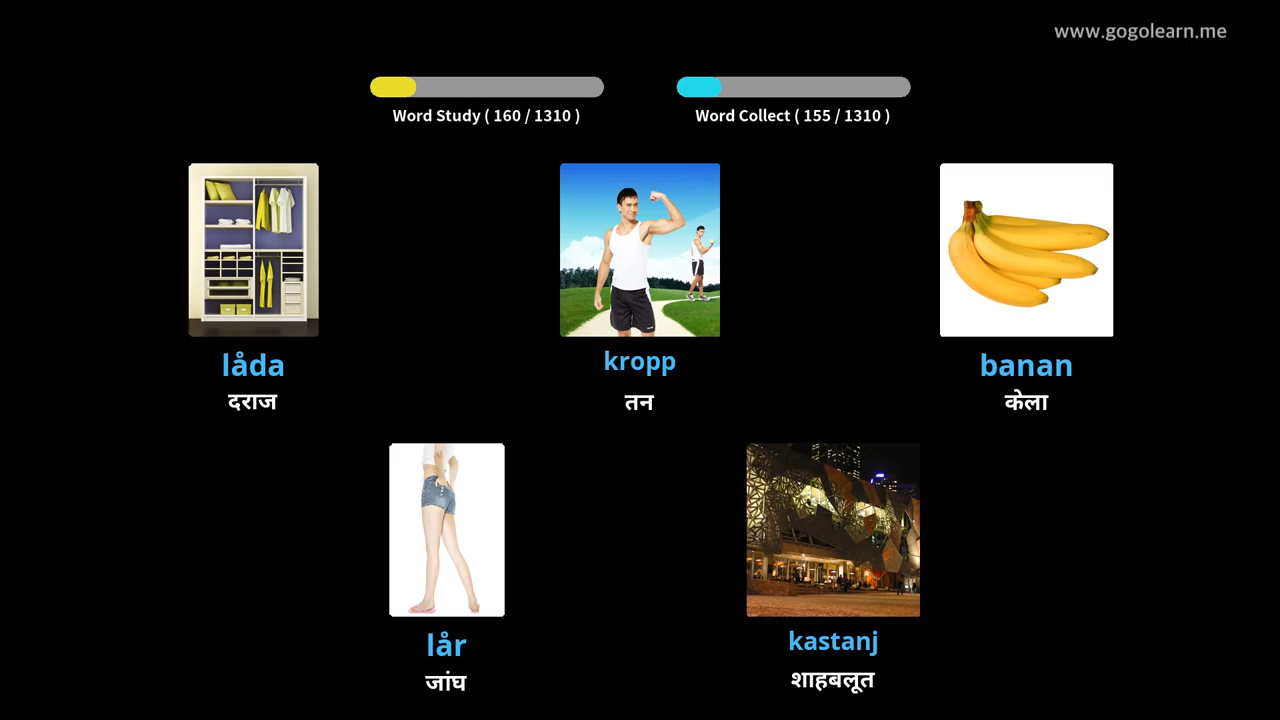 www.gogolearn.me
Word Study ( 160 / 1310 )
Word Collect ( 155 / 1310 )
låda
दराज
kropp
तन
banan
केला
lår
जांघ
kastanj
शाहबलूत